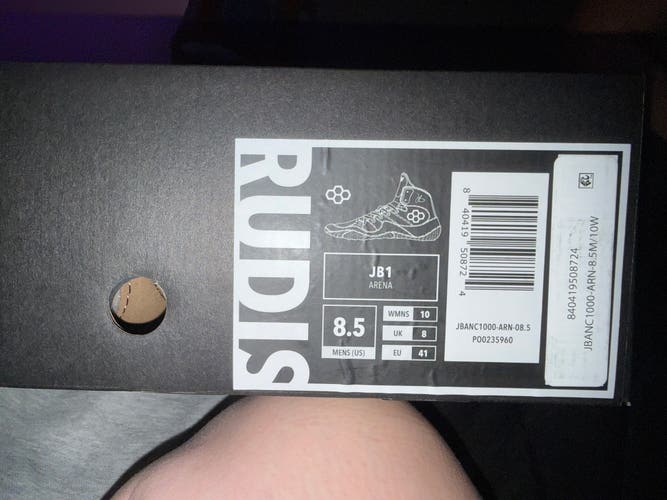 RUDIS
JB1
ARENA
8.5
MENS (US)
WMNS 10
UK 8
EU 41
8 40419 50872 4
JBANC1000-ARN-08.5
PO0235960
840419508724
JBANC1000-ARN-8.5M/10W